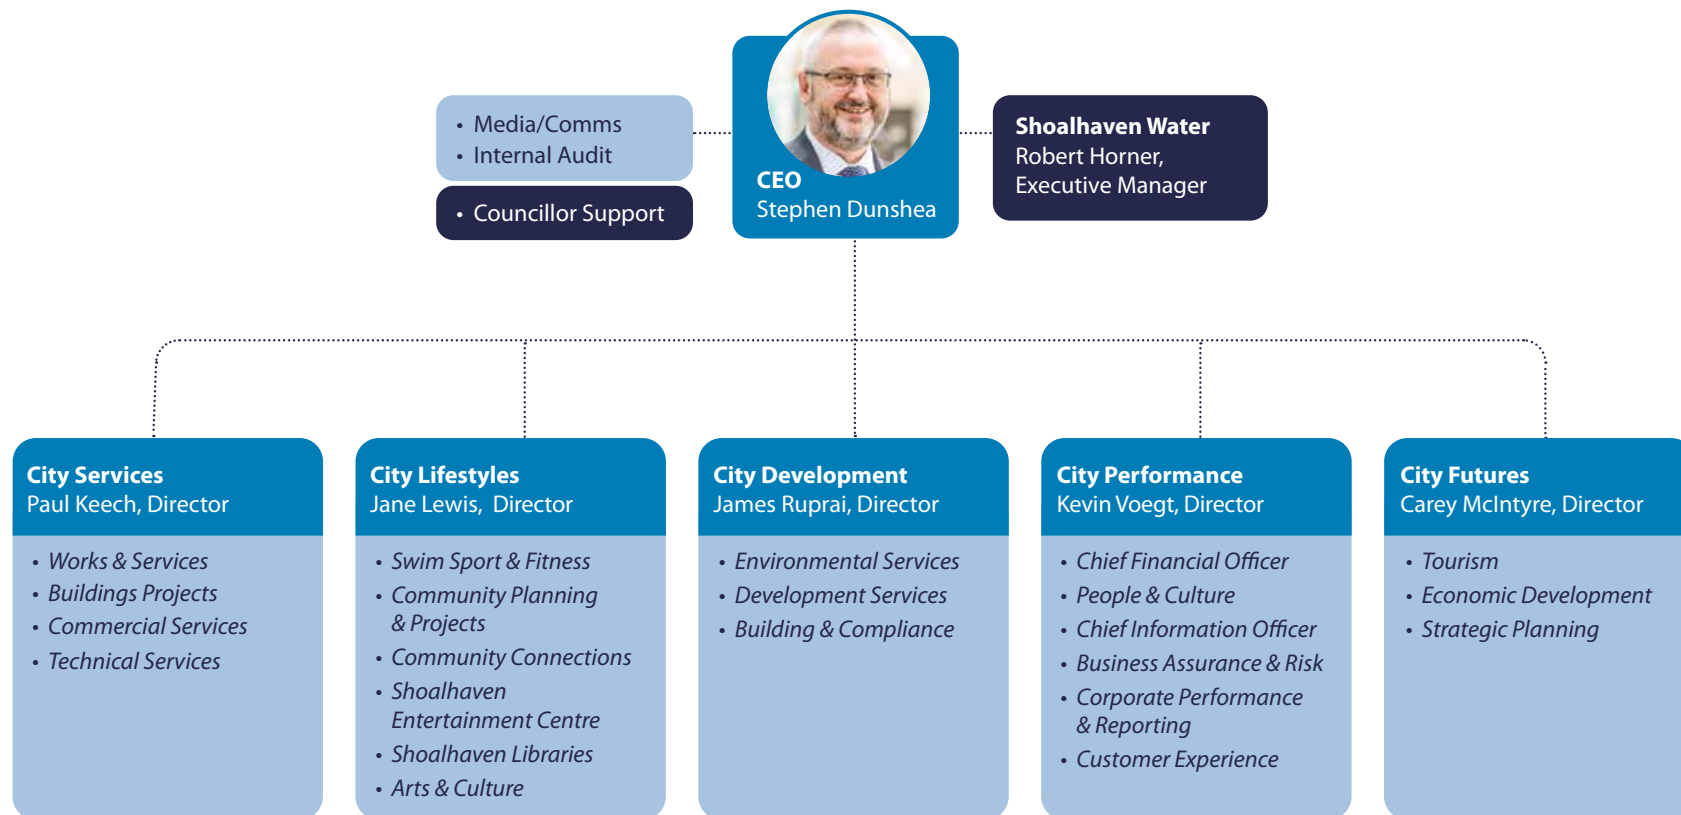 • Media/Comms
• Internal Audit
• Councillor Support
CEO
Stephen Dunshea
Shoalhaven Water
Robert Horner,
Executive Manager
City Services
Paul Keech, Director
• Works & Services
• Buildings Projects
• Commercial Services
• Technical Services
City Lifestyles
Jane Lewis,  Director
• Swim Sport & Fitness
• Community Planning
& Projects
• Community Connections
• Shoalhaven
Entertainment Centre
• Shoalhaven Libraries
• Arts & Culture
City Development
James Ruprai, Director
• Environmental Services
• Development Services
• Building & Compliance
City Performance
Kevin Voegt, Director
• Chief Financial Officer
• People & Culture
• Chief Information Officer
• Business Assurance & Risk
• Corporate Performance
& Reporting
• Customer Experience
City Futures
Carey McIntyre, Director
• Tourism
• Economic Development
• Strategic Planning